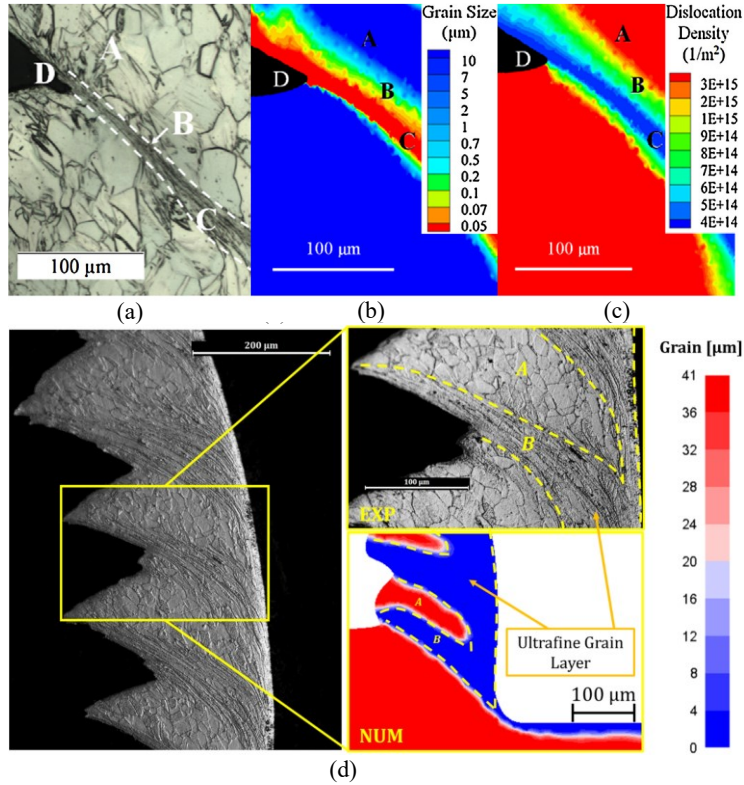 A
D
B
C
100 µm
(a)
A
D
B
C
100 µm
Grain Size
(µm)
10
7
5
2
1
0.7
0.5
0.2
0.1
0.07
0.05
(b)
A
D
B
C
100 µm
Dislocation
Density
(1/m²)
3E+15
2E+15
1E+15
9E+14
8E+14
7E+14
6E+14
5E+14
4E+14
(c)
200 µm
A
B
100 µm
EXP
A
B
Ultrafine Grain
Layer
100 µm
NUM
Grain [µm]
41
36
32
28
24
20
16
12
8
4
0
(d)